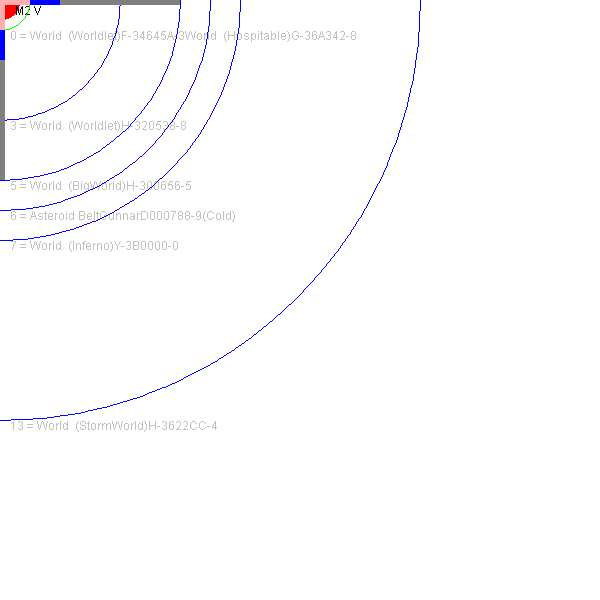 M2 V
0 = World (Worldle)F-34645A-3World (Hospitable)G-36A342-8
3 = World (Worldlet)H-320538-8
5 = World (BigWorld)H-300656-5
6 = Asteroid BeltGunnarD000788-9(Cold)
7 = World (Inferno)Y-3B0000-0
13 = World (StormWorld)H-3622CC-4